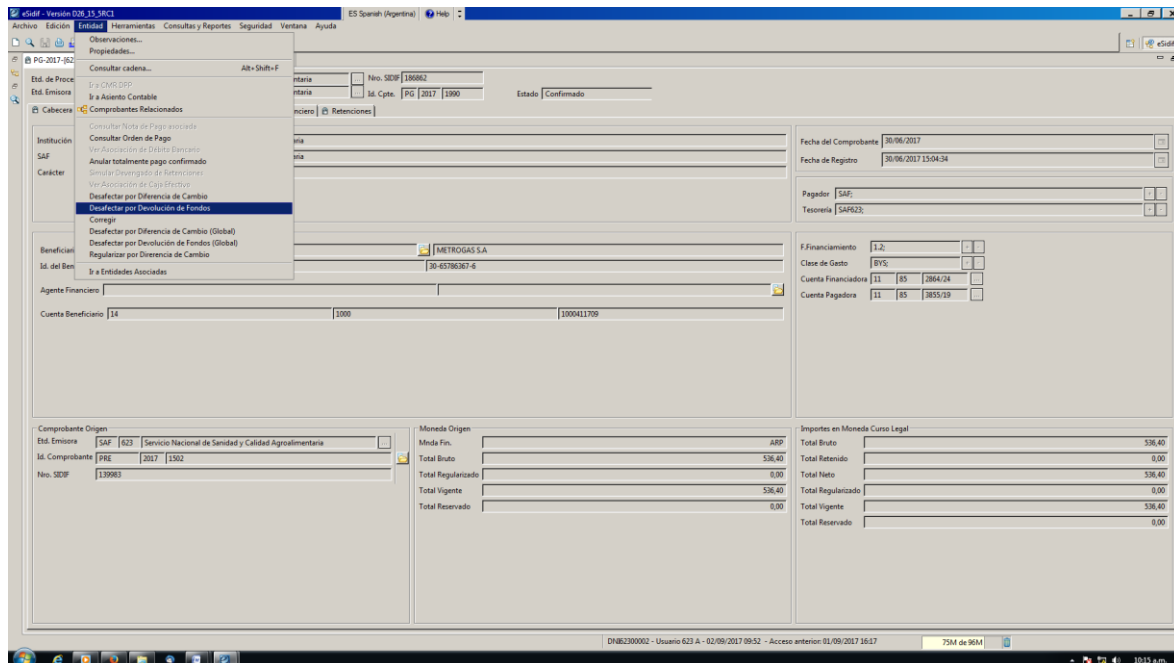 eSidif - Versión D26_15_5RC1
ES Spanish (Argentina) Help
Archivo Edición Entidad Herramientas Consultas y Reportes Seguridad Ventana Ayuda
Observaciones...
Propiedades...
Consultar cadena... Alt+Shift+F
Ir a CMR DPP
Ir a Asiento Contable
Comprobantes Relacionados
Consultar Nota de Pago asociada
Consultar Orden de Pago
Ver Asociación de Débito Bancario
Anular totalmente pago confirmado
Simular Devengado de Retenciones
Ver Asociación de Caja Efectivo
Desafectar por Diferencia de Cambio
Desafectar por Devolución de Fondos
Corregir
Desafectar por Diferencia de Cambio (Global)
Desafectar por Devolución de Fondos (Global)
Regularizar por Direrencia de Cambio
Ir a Entidades Asociadas
eSidif
PG-2017-(62
Etd. de Proce ntaria Nro. SIDIF 186862
Etd. Emisora ntaria Id. Cpte. PG 2017 1990 Estado Confirmado
Cabecera nciero Retenciones
Institución
SAF
Carácter
Fecha del Comprobante 30/06/2017
Fecha de Registro 30/06/2017 15:04:34
Pagador SAF;
Tesorería SAF623;
Beneficiari METROGAS S.A
Id. del Ben 30-65786367-6
Agente Financiero
Cuenta Beneficiario 14 1000 1000411709
F.Financiamiento 1.2;
Clase de Gasto BYS;
Cuenta Financiadora 11 85 2864/24
Cuenta Pagadora 11 85 3855/19
Comprobante Origen
Etd. Emisora SAF 623 Servicio Nacional de Sanidad y Calidad Agroalimentaria
Id. Comprobante PRE 2017 1502
Nro. SIDIF 139983
Moneda Origen
Mnda Fin. ARP
Total Bruto 536,40
Total Regularizado 0,00
Total Vigente 536,40
Total Reservado 0,00
Importes en Moneda Curso Legal
Total Bruto 536,40
Total Retenido 0,00
Total Neto 536,40
Total Regularizado 0,00
Total Vigente 536,40
Total Reservado 0,00
DNI62300002 - Usuario 623 A - 02/09/2017 09:52 - Acceso anterior: 01/09/2017 16:17 75M de 96M
10:15 a.m.